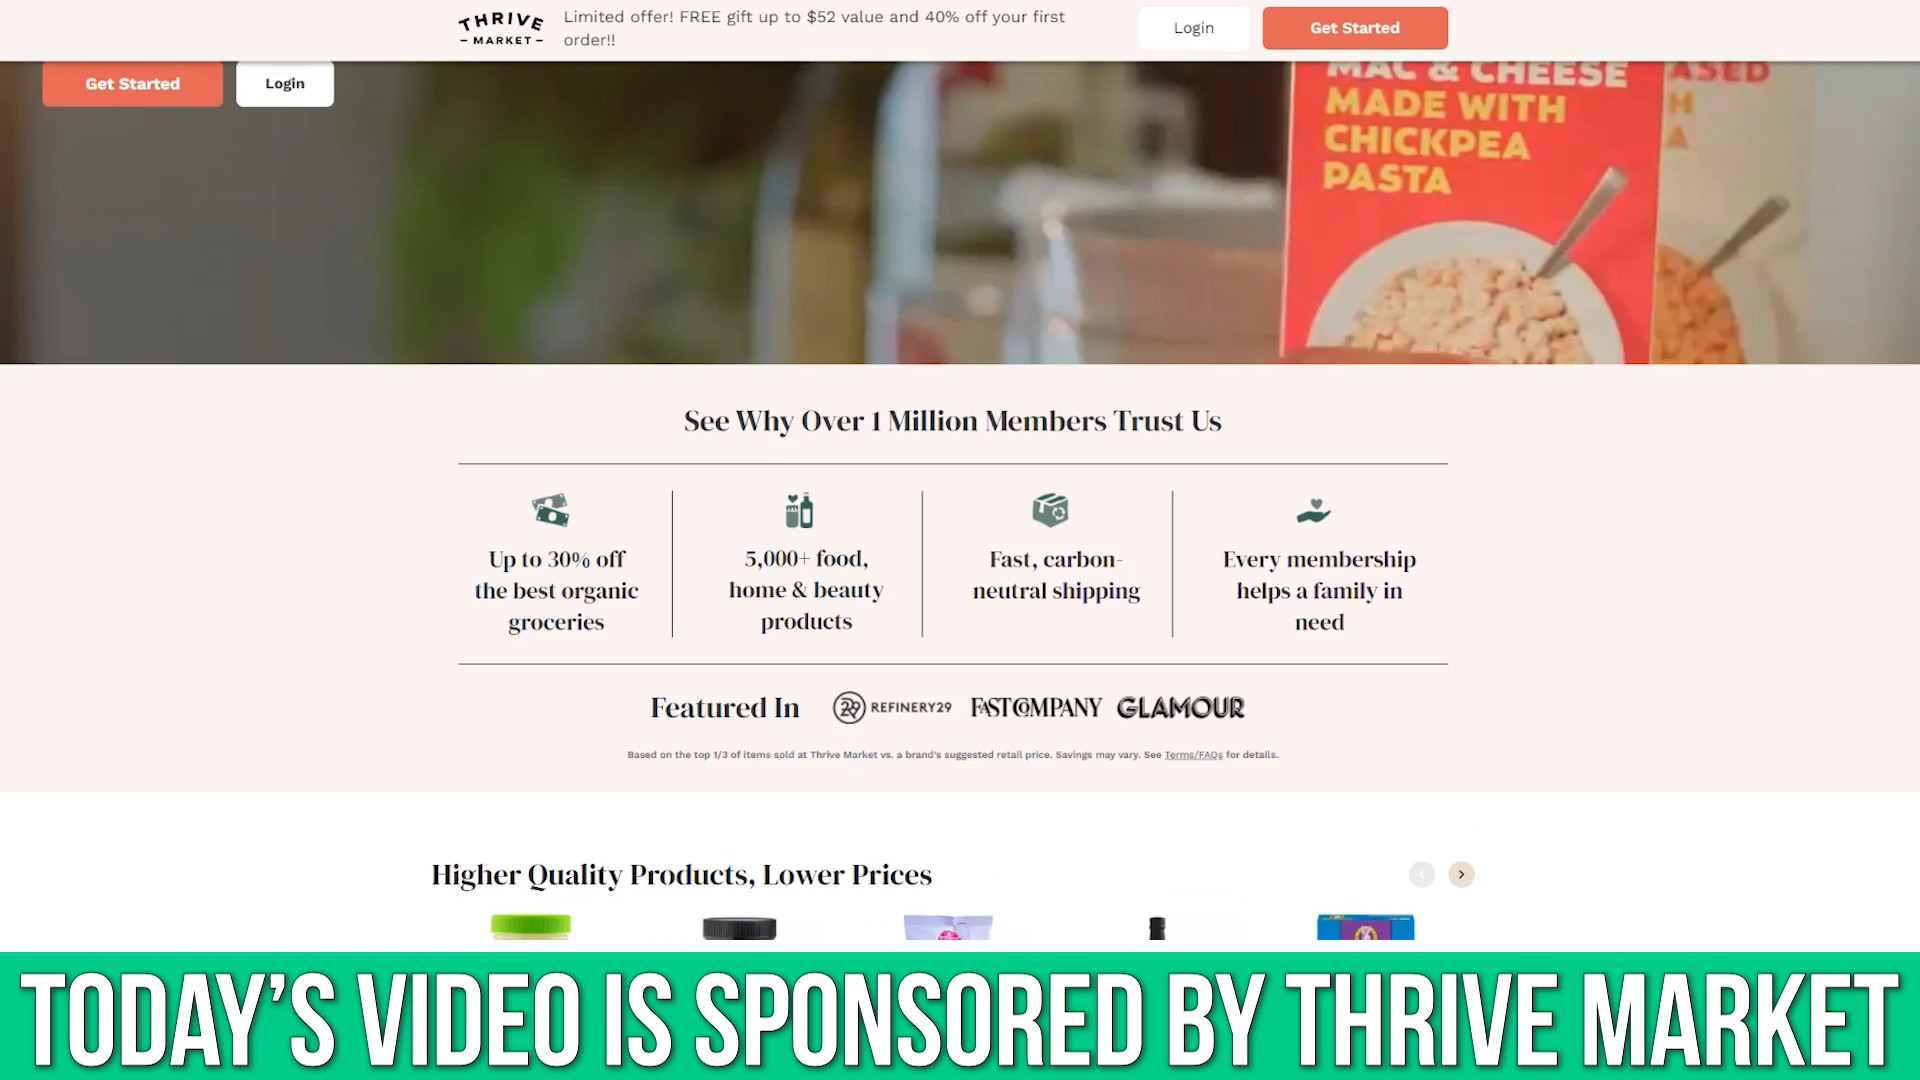 THRIVE
MARKET
Limited offer! FREE gift up to $52 value and 40% off your first
order!!
Login
Get Started
Get Started
Login
MAC & CHEESE
MADE WITH
CHICKPEA
PASTA
ASED
H
A
See Why Over 1 Million Members Trust Us
Up to 30% off
the best organic
groceries
5,000+ food,
home & beauty
products
Fast, carbon-
neutral shipping
Every membership
helps a family in
need
Featured In
REFINERY29
FAST COMPANY
GLAMOUR
Based on the top 1/3 of items sold at Thrive Market vs. a brand's suggested retail price. Savings may vary. See Terms/FAQs for details.
Higher Quality Products, Lower Prices
TODAY'S VIDEO IS SPONSORED BY THRIVE MARKET